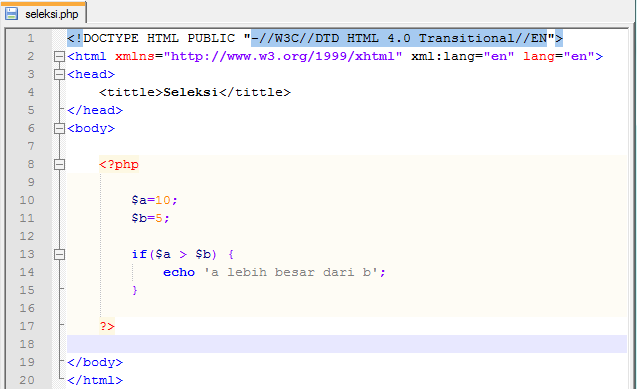 seleksi.php
1 <!DOCTYPE HTML PUBLIC "-//W3C//DTD HTML 4.0 Transitional//EN">
2 <html xmlns="http://www.w3.org/1999/xhtml" xml:lang="en" lang="en">
3 <head>
4 <tittle>Seleksi</tittle>
5 </head>
6 <body>
7
8 <?php
9
10 $a=10;
11 $b=5;
12
13 if($a > $b) {
14 echo 'a lebih besar dari b';
15 }
16
17 ?>
18
19 </body>
20 </html>